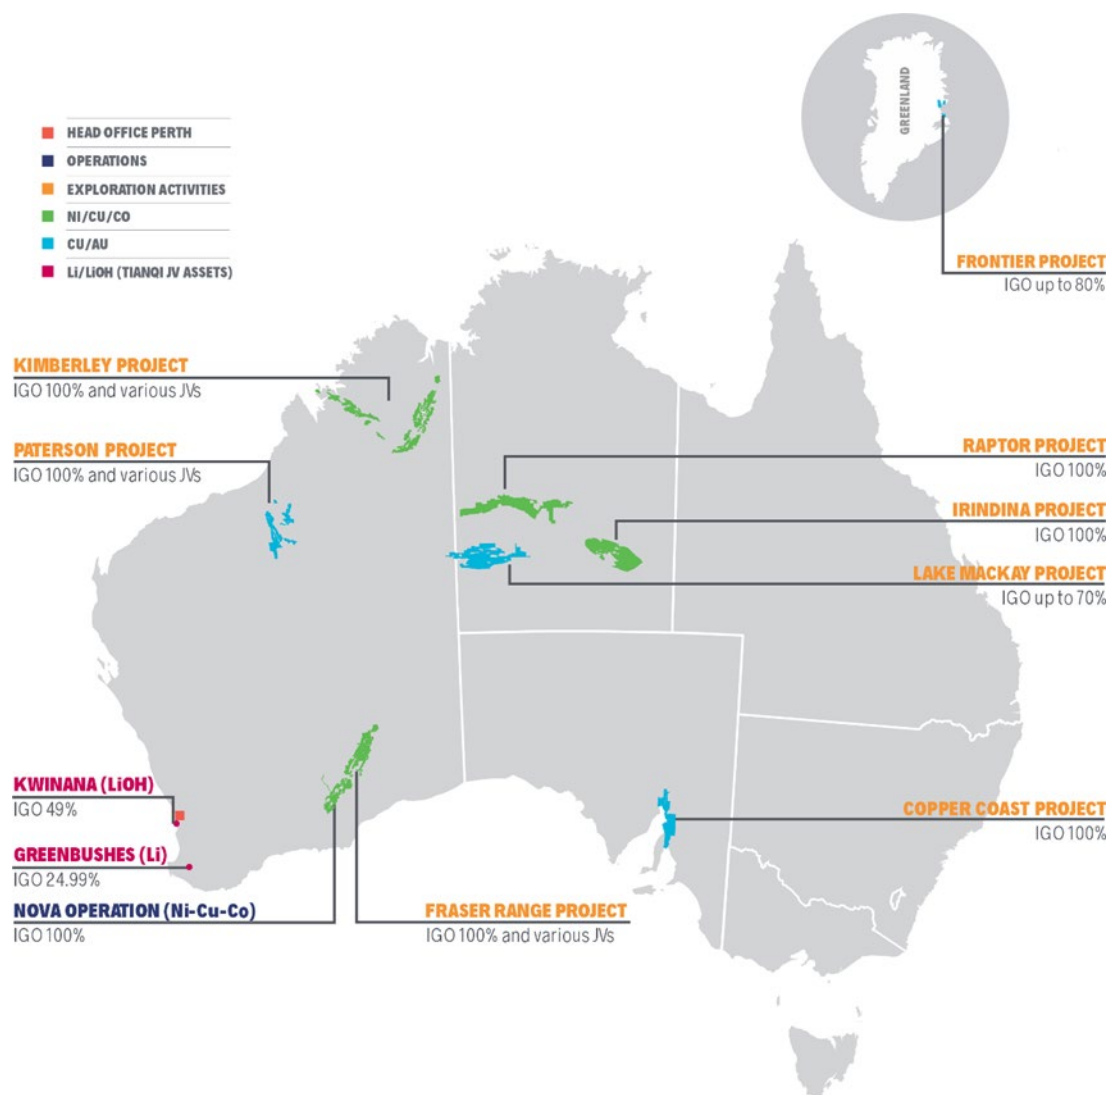 GREENLAND
HEAD OFFICE PERTH
OPERATIONS
EXPLORATION ACTIVITIES
NI/CU/CO
CU/AU
Li/LiOH (TIANQI JV ASSETS)
FRONTIER PROJECT
IGO up to 80%
KIMBERLEY PROJECT
IGO 100% and various JVs
PATERSON PROJECT
IGO 100% and various JVs
RAPTOR PROJECT
IGO 100%
IRINDINA PROJECT
IGO 100%
LAKE MACKAY PROJECT
IGO up to 70%
KWINANA (LiOH)
IGO 49%
GREENBUSHES (Li)
IGO 24.99%
NOVA OPERATION (Ni-Cu-Co)
IGO 100%
FRASER RANGE PROJECT
IGO 100% and various JVs
COPPER COAST PROJECT
IGO 100%